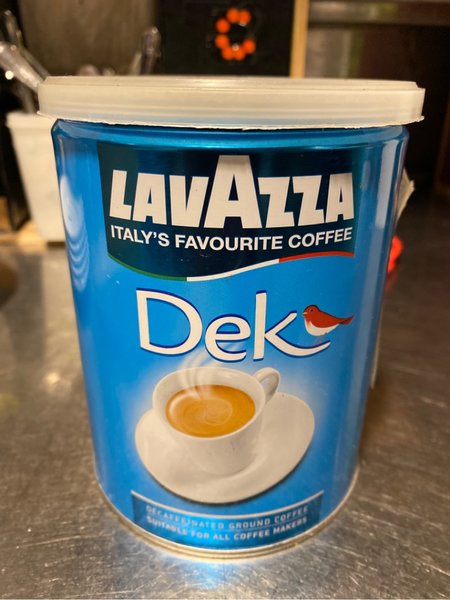 LAVAZZA
ITALY'S FAVOURITE COFFEE
Dek
DECAFFEINATED GROUND COFFEE
SUITABLE FOR ALL COFFEE MAKERS